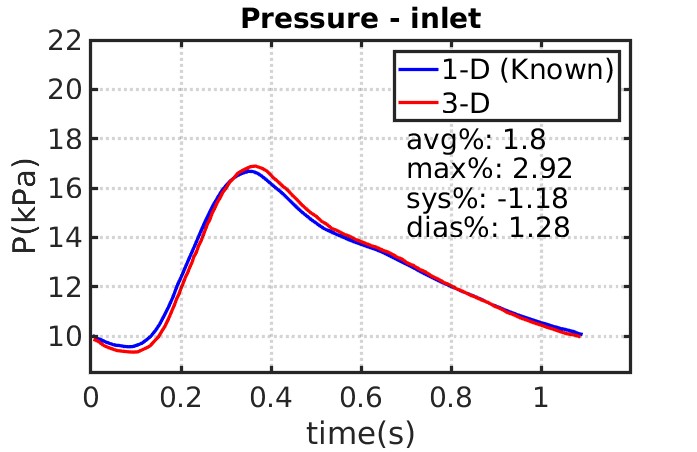 Pressure - inlet
22
20
18
16
14
12
10
P(kPa)
1-D (Known)
3-D
avg%: 1.8
max%: 2.92
sys%: -1.18
dias%: 1.28
0 0.2 0.4 0.6 0.8 1
time(s)